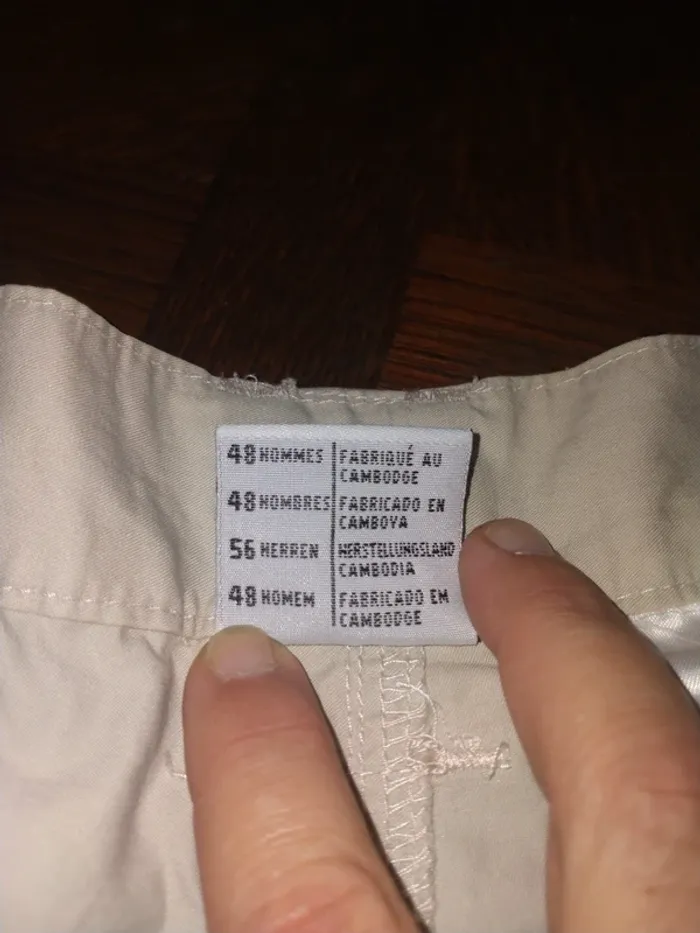 48 HOMMES
FABRIQUÉ AU
CAMBODGE
48 HOMBRES
FABRICADO EN
CAMBOYA
56 HERREN
HERSTELLUNGSLAND
CAMBODIA
48 HOMEM
FABRICADO EM
CAMBODGE